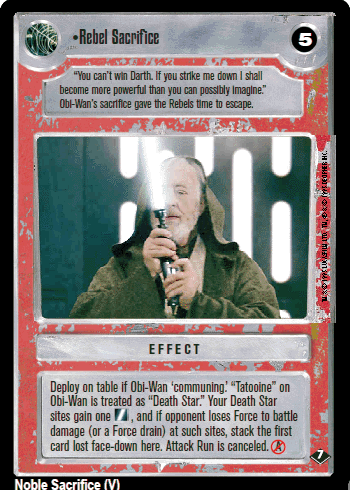 •Rebel Sacrifice
5
"You can't win Darth. If you strike me down I shall
become more powerful than you can possibly imagine."
Obi-Wan's sacrifice gave the Rebels time to escape.
EFFECT
Deploy on table if Obi-Wan 'communing.' "Tatooine" on
Obi-Wan is treated as "Death Star." Your Death Star
sites gain one , and if opponent loses Force to battle
damage (or a Force drain) at such sites, stack the first
card lost face-down here. Attack Run is canceled. A
7
Noble Sacrifice (V)